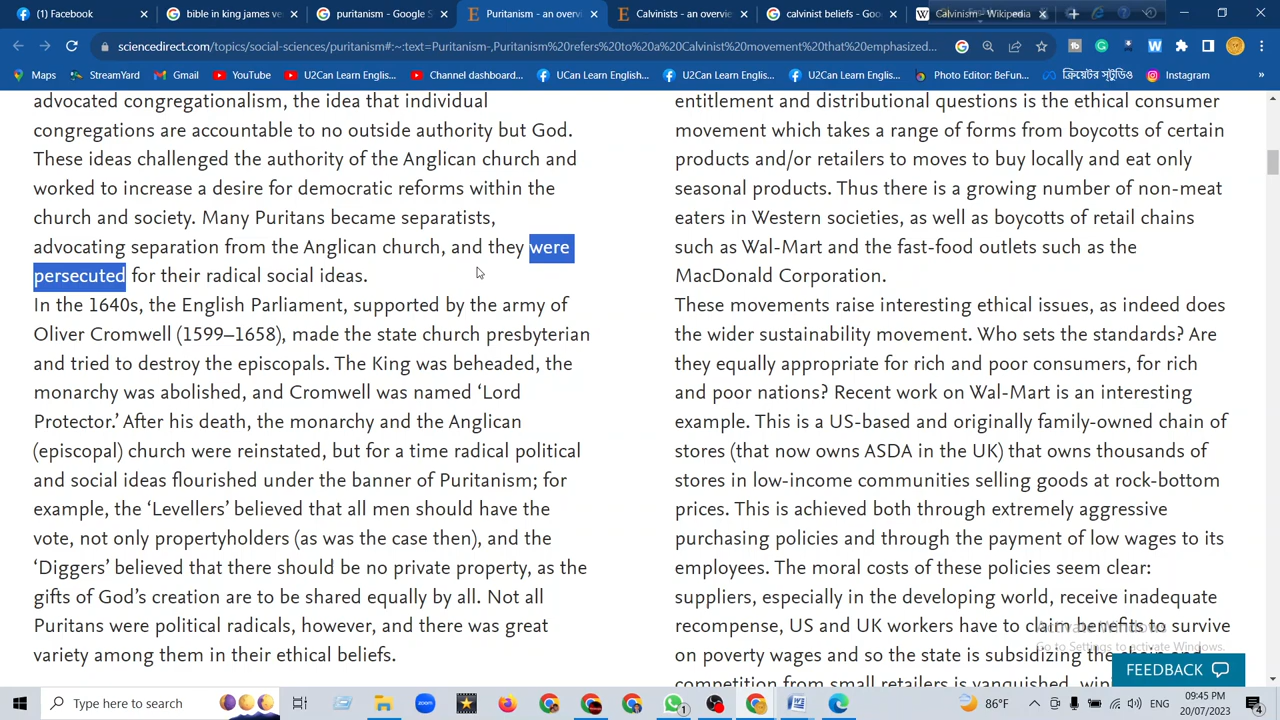 (1) Facebook
bible in king james ve
puritanism - Google S
Puritanism - an overv
Calvinists - an overvie
calvinist beliefs - Goo
Calvinism - Wikipedia
sciencedirect.com/topics/social-sciences/puritanism#:~:text=Puritanism-,Puritanism%20refers%20to%20a%20Calvinist%20movement%20that%20emphasized...
Maps
StreamYard
Gmail
YouTube
U2Can Learn Englis...
Channel dashboard...
UCan Learn English...
U2Can Learn Englis...
U2Can Learn Englis...
Photo Editor: BeFun...
ক্রিয়েটর স্টুডিও
Instagram
advocated congregationalism, the idea that individual
congregations are accountable to no outside authority but God.
These ideas challenged the authority of the Anglican church and
worked to increase a desire for democratic reforms within the
church and society. Many Puritans became separatists,
advocating separation from the Anglican church, and they were
persecuted for their radical social ideas.
In the 1640s, the English Parliament, supported by the army of
Oliver Cromwell (1599–1658), made the state church presbyterian
and tried to destroy the episcopals. The King was beheaded, the
monarchy was abolished, and Cromwell was named ‘Lord
Protector.’ After his death, the monarchy and the Anglican
(episcopal) church were reinstated, but for a time radical political
and social ideas flourished under the banner of Puritanism; for
example, the ‘Levellers’ believed that all men should have the
vote, not only propertyholders (as was the case then), and the
‘Diggers’ believed that there should be no private property, as the
gifts of God’s creation are to be shared equally by all. Not all
Puritans were political radicals, however, and there was great
variety among them in their ethical beliefs.
entitlement and distributional questions is the ethical consumer
movement which takes a range of forms from boycotts of certain
products and/or retailers to moves to buy locally and eat only
seasonal products. Thus there is a growing number of non-meat
eaters in Western societies, as well as boycotts of retail chains
such as Wal-Mart and the fast-food outlets such as the
MacDonald Corporation.
These movements raise interesting ethical issues, as indeed does
the wider sustainability movement. Who sets the standards? Are
they equally appropriate for rich and poor consumers, for rich
and poor nations? Recent work on Wal-Mart is an interesting
example. This is a US-based and originally family-owned chain of
stores (that now owns ASDA in the UK) that owns thousands of
stores in low-income communities selling goods at rock-bottom
prices. This is achieved both through extremely aggressive
purchasing policies and through the payment of low wages to its
employees. The moral costs of these policies seem clear:
suppliers, especially in the developing world, receive inadequate
recompense, US and UK workers have to claim benefits to survive
on poverty wages and so the state is subsidizing the chain and
competition from small retailers is vanquished,
Activate Windows
Go to Settings to activate Windows.
FEEDBACK
Type here to search
86°F
ENG
09:45 PM
20/07/2023